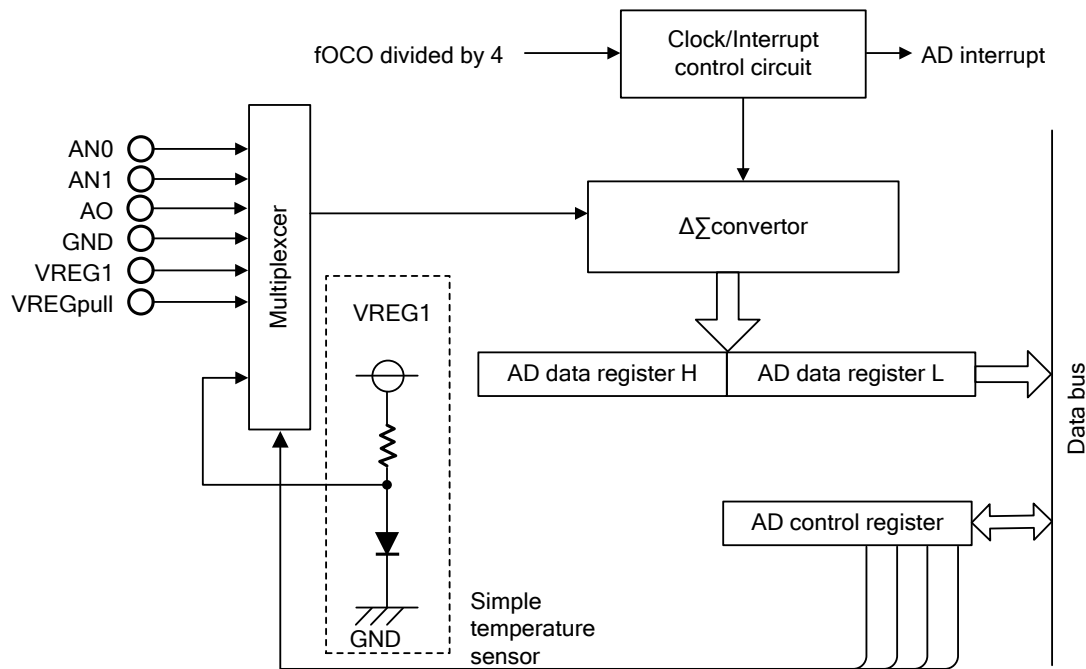 fOCO divided by 4
Clock/Interrupt
control circuit
AD interrupt
AN0
AN1
AO
GND
VREG1
VREGpull
Multiplexcer
Δ∑convertor
VREG1
AD data register H
AD data register L
Data bus
AD control register
GND
Simple
temperature
sensor